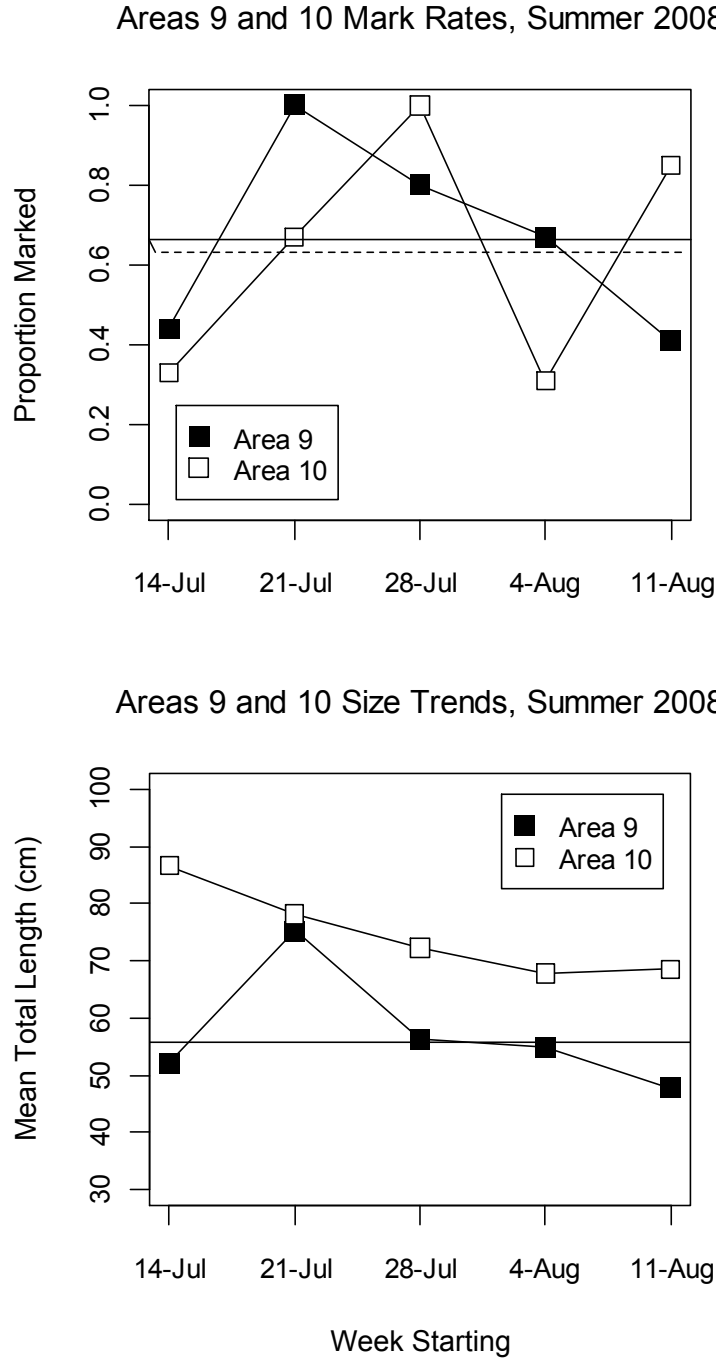 Areas 9 and 10 Mark Rates, Summer 2008
Proportion Marked
1.0
0.8
0.6
0.4
0.2
0.0
Area 9
Area 10
14-Jul 21-Jul 28-Jul 4-Aug 11-Aug
Areas 9 and 10 Size Trends, Summer 2008
Mean Total Length (cm)
100
90
80
70
60
50
40
30
Area 9
Area 10
14-Jul 21-Jul 28-Jul 4-Aug 11-Aug
Week Starting